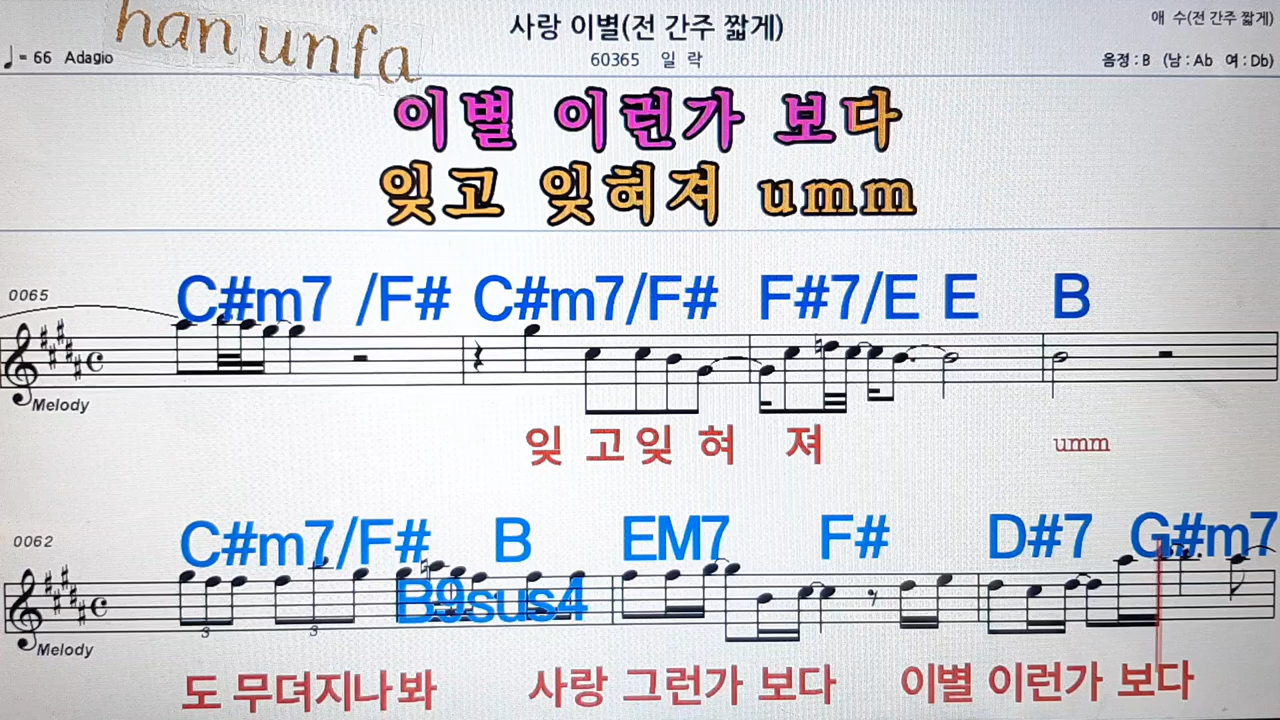 han unfa
사랑 이별(전 간주 짧게)
애 수(전 간주 짧게)
♩= 66 Adagio
60365 일 락
음정 : B (남 : Ab 여 : Db)
이별 이런가 보다
잊고 잊혀져 umm
0065
C#m7 /F# C#m7/F# F#7/E E B
Melody
잊 고잊 혀 져 umm
0062
C#m7/F# B EM7 F# D#7 G#m7
B9sus4
3 3
Melody
도 무뎌지나봐 사랑 그런가 보다 이별 이런가 보다